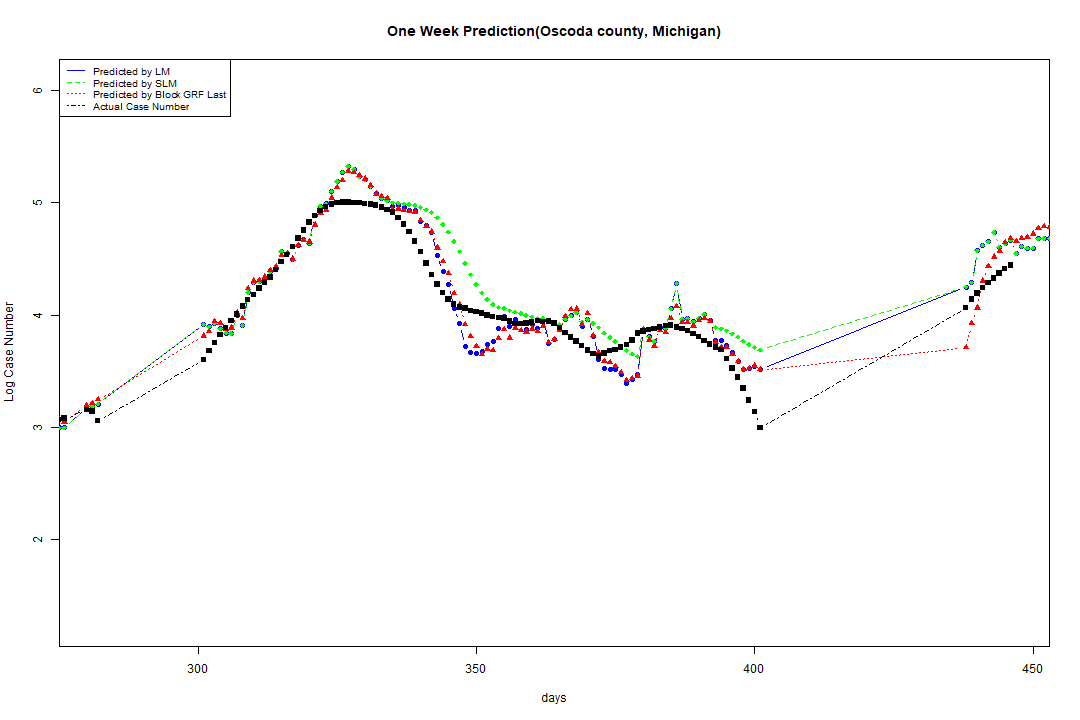 One Week Prediction(Oscoda county, Michigan)
Predicted by LM
Predicted by SLM
Predicted by Block GRF Last
Actual Case Number
6
5
4
3
2
Log Case Number
300 350 400 450
days